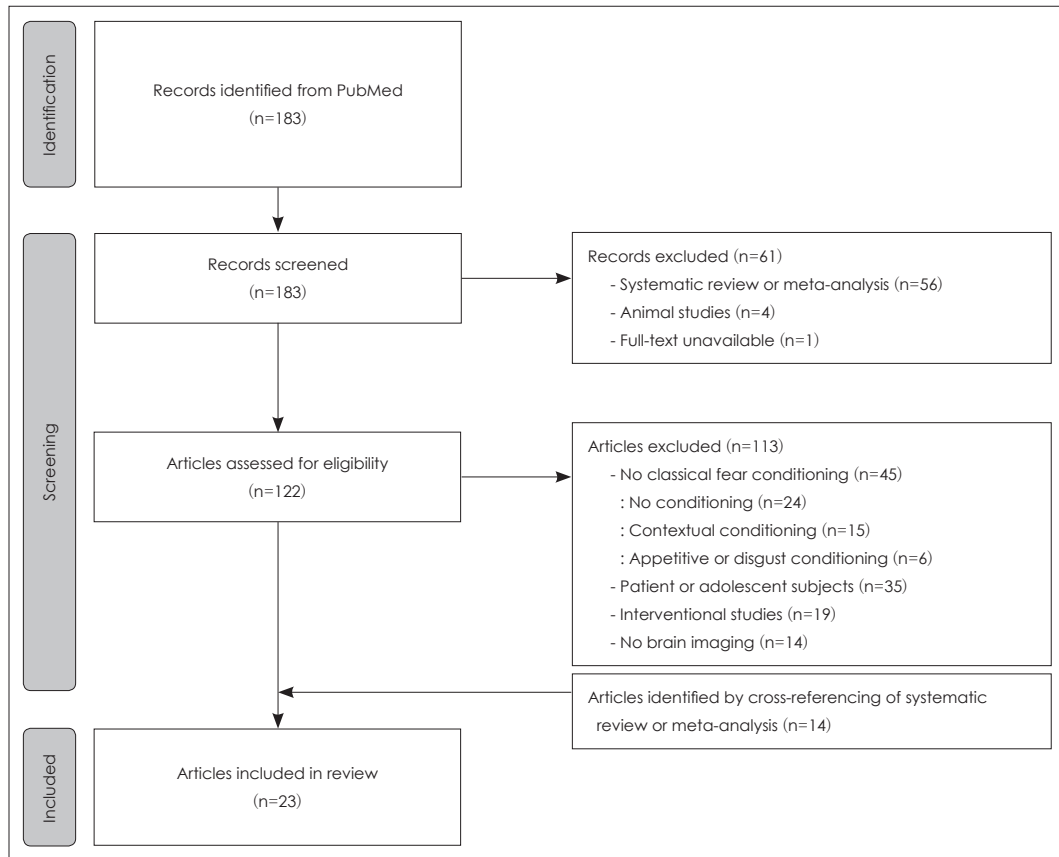 Identification
Records identified from PubMed
(n=183)
Screening
Records screened
(n=183)
Records excluded (n=61)
- Systematic review or meta-analysis (n=56)
- Animal studies (n=4)
- Full-text unavailable (n=1)
Articles assessed for eligibility
(n=122)
Articles excluded (n=113)
- No classical fear conditioning (n=45)
: No conditioning (n=24)
: Contextual conditioning (n=15)
: Appetitive or disgust conditioning (n=6)
- Patient or adolescent subjects (n=35)
- Interventional studies (n=19)
- No brain imaging (n=14)
Articles identified by cross-referencing of systematic
review or meta-analysis (n=14)
Included
Articles included in review
(n=23)